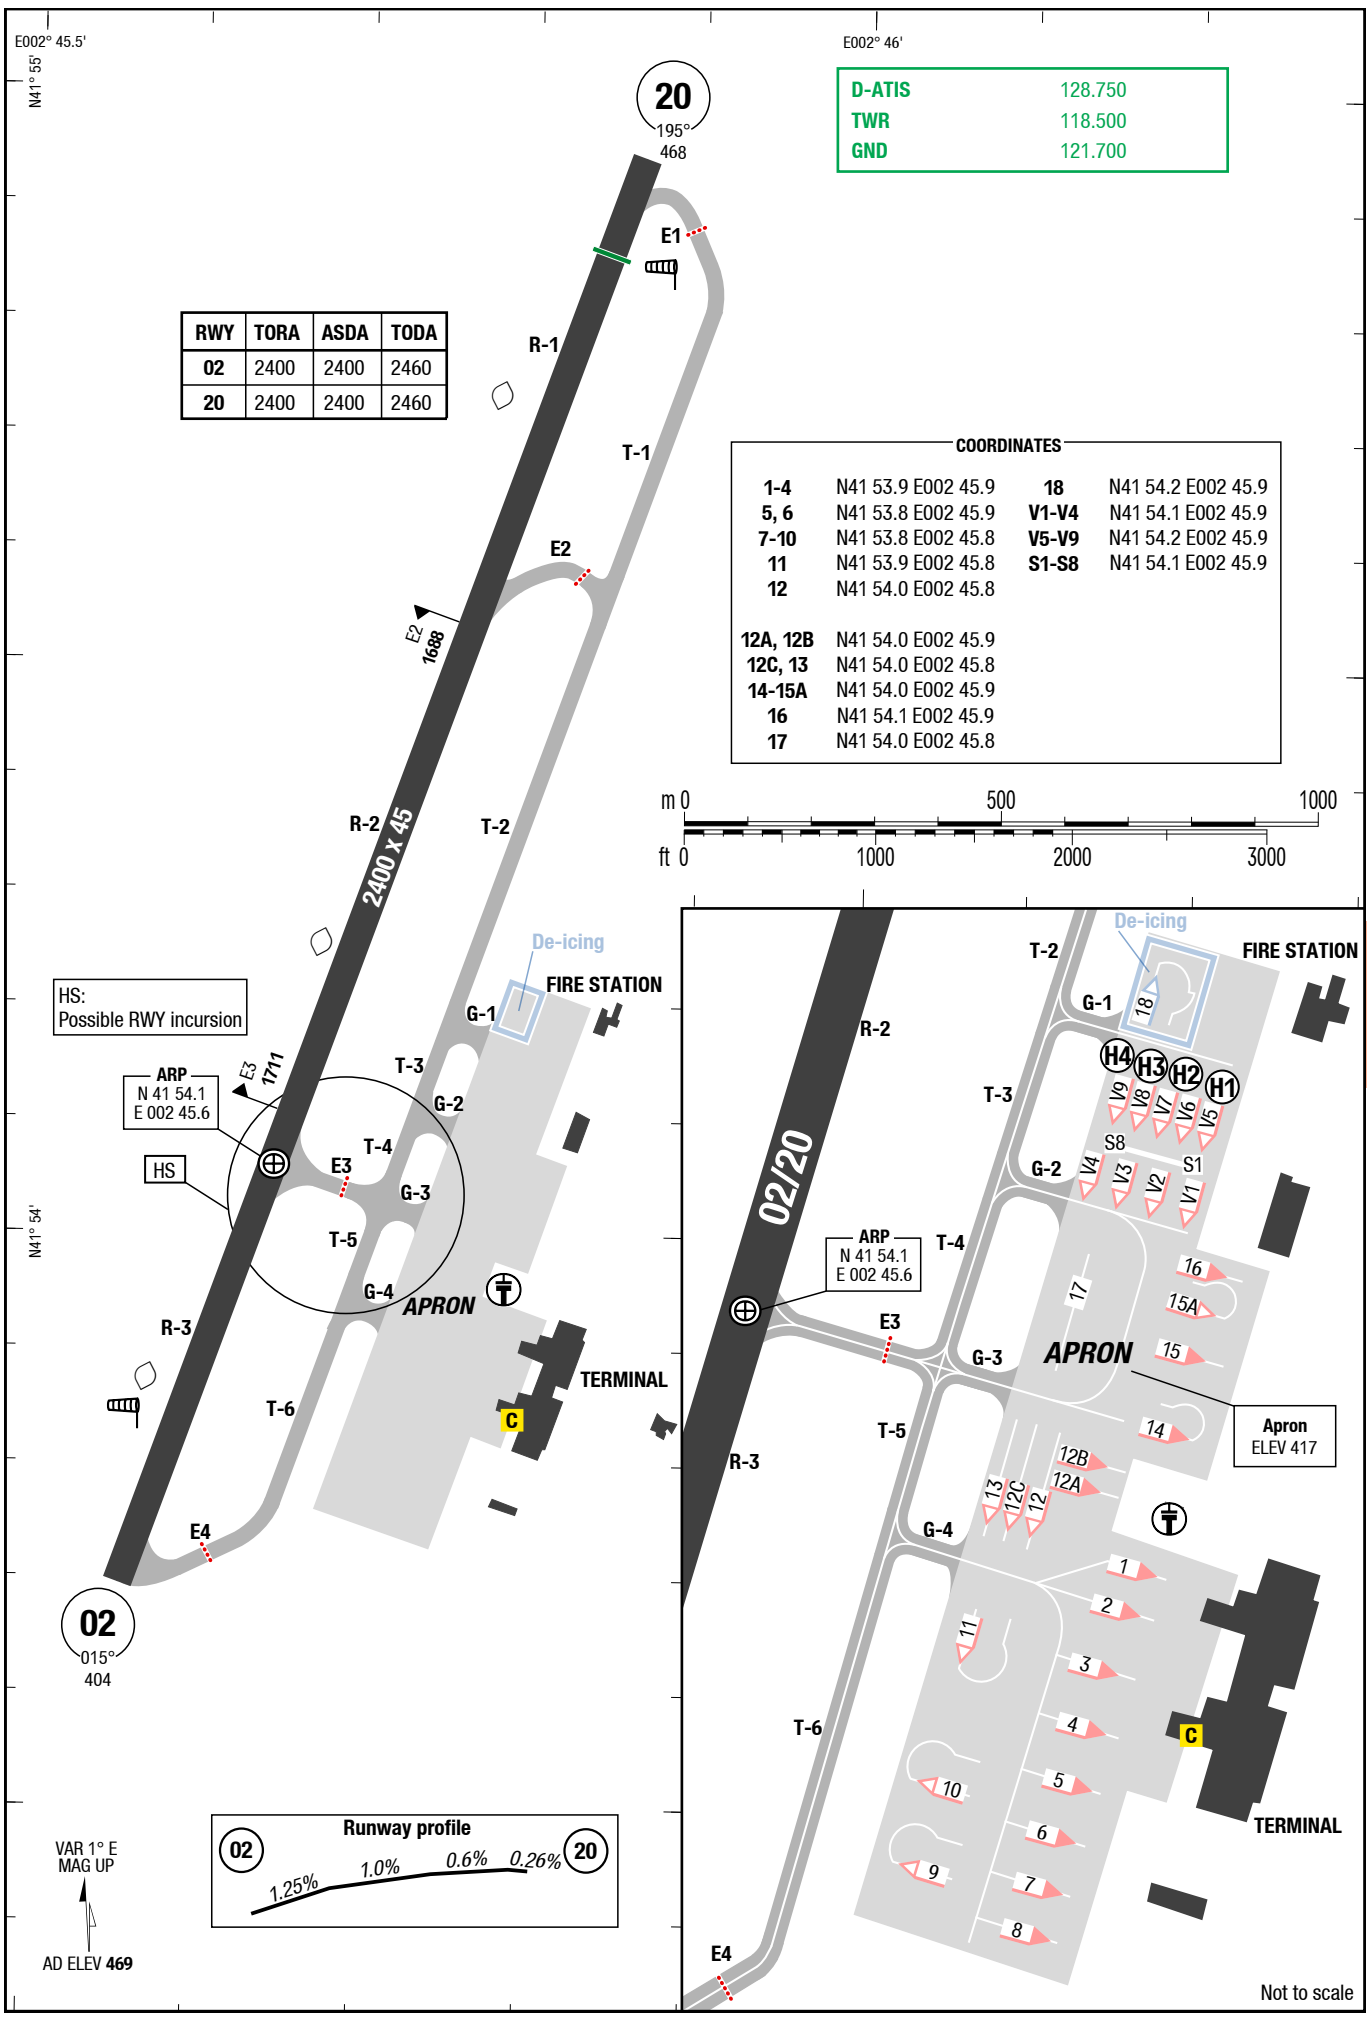 E002° 45.5'
E002° 46'
N41° 55'
20
195°
468
D-ATIS 128.750
TWR 118.500
GND 121.700
E1
RWY TORA ASDA TODA
02 2400 2400 2460
20 2400 2400 2460
R-1
T-1
COORDINATES
1-4 N41 53.9 E002 45.9 18 N41 54.2 E002 45.9
5, 6 N41 53.8 E002 45.9 V1-V4 N41 54.1 E002 45.9
7-10 N41 53.8 E002 45.8 V5-V9 N41 54.2 E002 45.9
11 N41 53.9 E002 45.8 S1-S8 N41 54.1 E002 45.9
12 N41 54.0 E002 45.8
12A, 12B N41 54.0 E002 45.9
12C, 13 N41 54.0 E002 45.8
14-15A N41 54.0 E002 45.9
16 N41 54.1 E002 45.9
17 N41 54.0 E002 45.8
E2
E2
1688
m 0 500 1000
ft 0 1000 2000 3000
R-2
2400 x 45
T-2
De-icing
FIRE STATION
G-1
HS:
Possible RWY incursion
E3
1711
ARP
N 41 54.1
E 002 45.6
T-3
G-2
T-4
HS
E3
G-3
N41° 54'
T-5
G-4
APRON
R-3
TERMINAL
T-6
C
E4
02
015°
404
Runway profile
02
1.25%
1.0%
0.6%
0.26%
20
VAR 1° E
MAG UP
AD ELEV 469
De-icing
T-2
FIRE STATION
G-1
18
R-2
H4
H3
H2
H1
T-3
V9
V8
V7
V6
V5
S8
S1
G-2
V4
V3
V2
V1
02/20
T-4
ARP
N 41 54.1
E 002 45.6
16
17
15A
E3
G-3
APRON
15
T-5
14
Apron
ELEV 417
R-3
12B
12A
13
12C
12
G-4
1
2
11
3
T-6
4
C
5
10
TERMINAL
6
9
7
8
E4
Not to scale